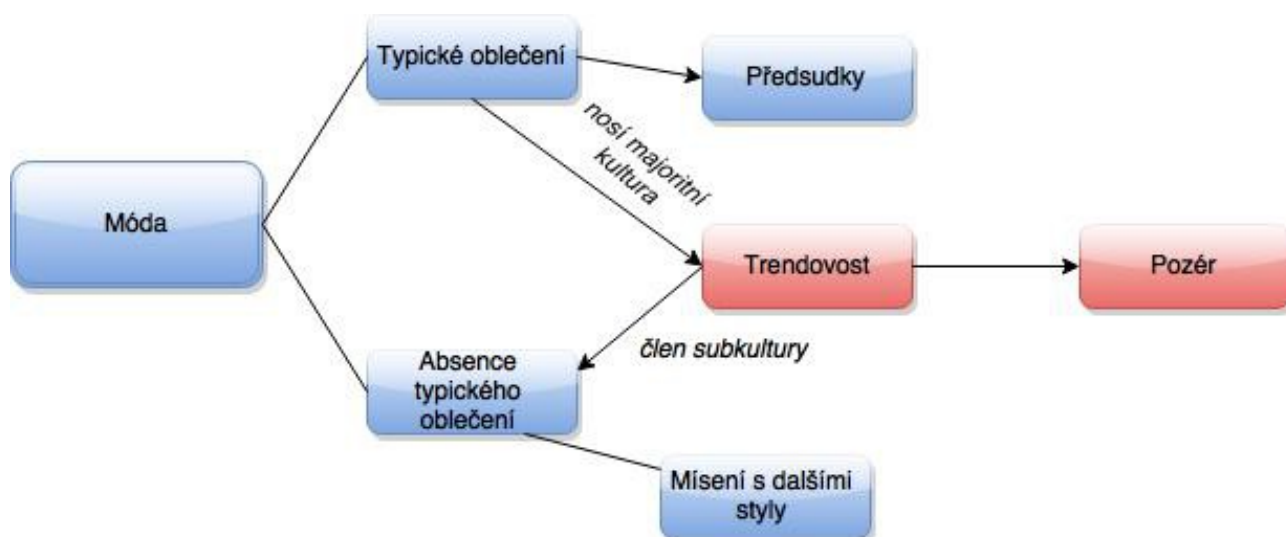 Typické oblečení
Předsudky
nosí majoritní
kultura
Móda
Trendovost
Pozér
člen subkultury
Absence
typického
oblečení
Mísení s dalšími
styly